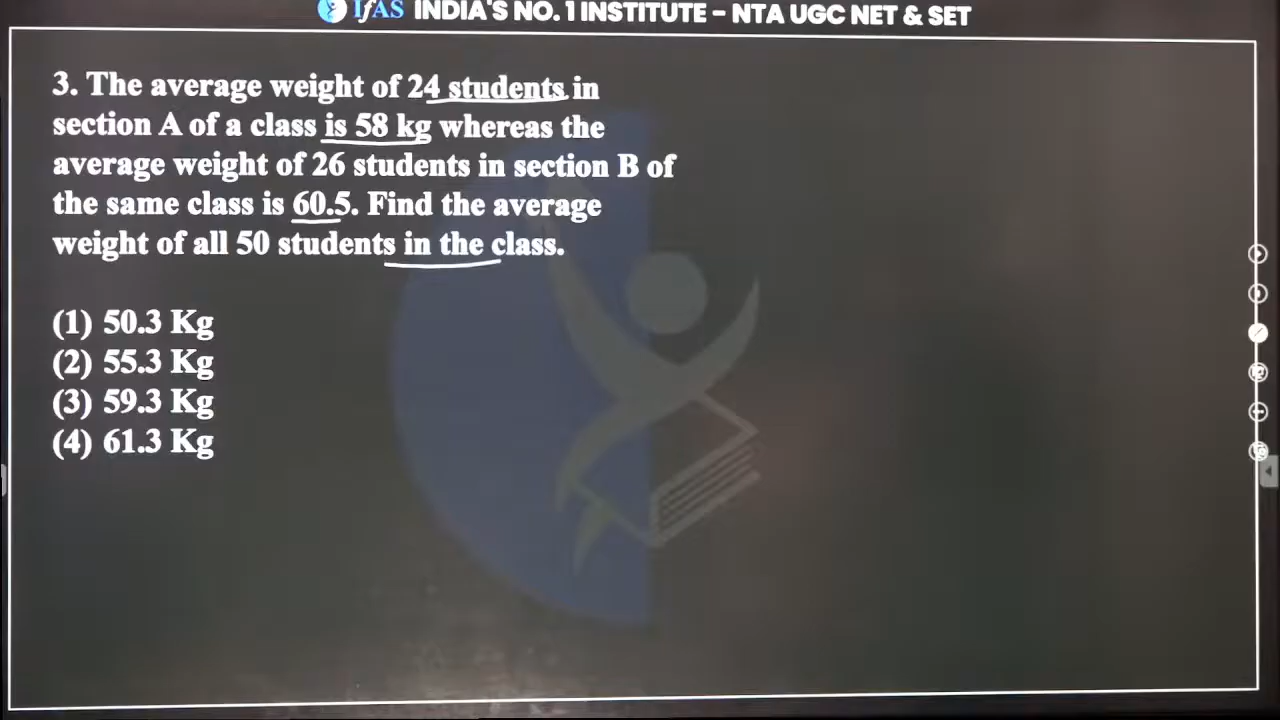 IfAS INDIA'S NO. 1 INSTITUTE – NTA UGC NET & SET
3. The average weight of 24 students in
section A of a class is 58 kg whereas the
average weight of 26 students in section B of
the same class is 60.5. Find the average
weight of all 50 students in the class.
(1) 50.3 Kg
(2) 55.3 Kg
(3) 59.3 Kg
(4) 61.3 Kg